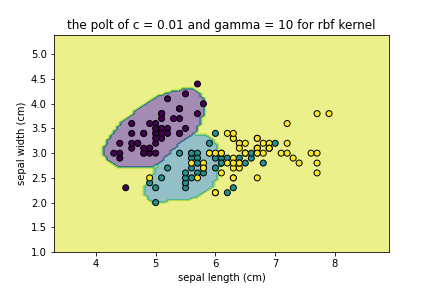 the polt of c = 0.01 and gamma = 10 for rbf kernel
5.0
4.5
4.0
3.5
3.0
2.5
2.0
1.5
1.0
sepal width (cm)
4 5 6 7 8
sepal length (cm)